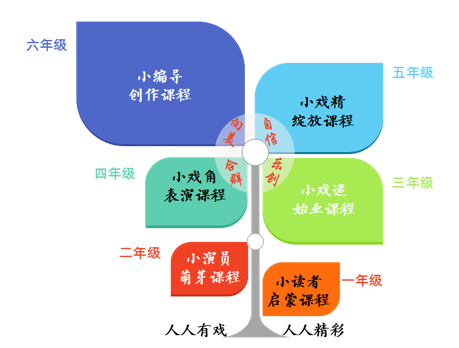 六年级
小编导
创作课程
五年级
小戏精
绽放课程
自信
合群
乐创
四年级
小戏角
表演课程
三年级
小戏迷
始业课程
二年级
小演员
萌芽课程
小读者
启蒙课程
一年级
人人有戏
人人精彩